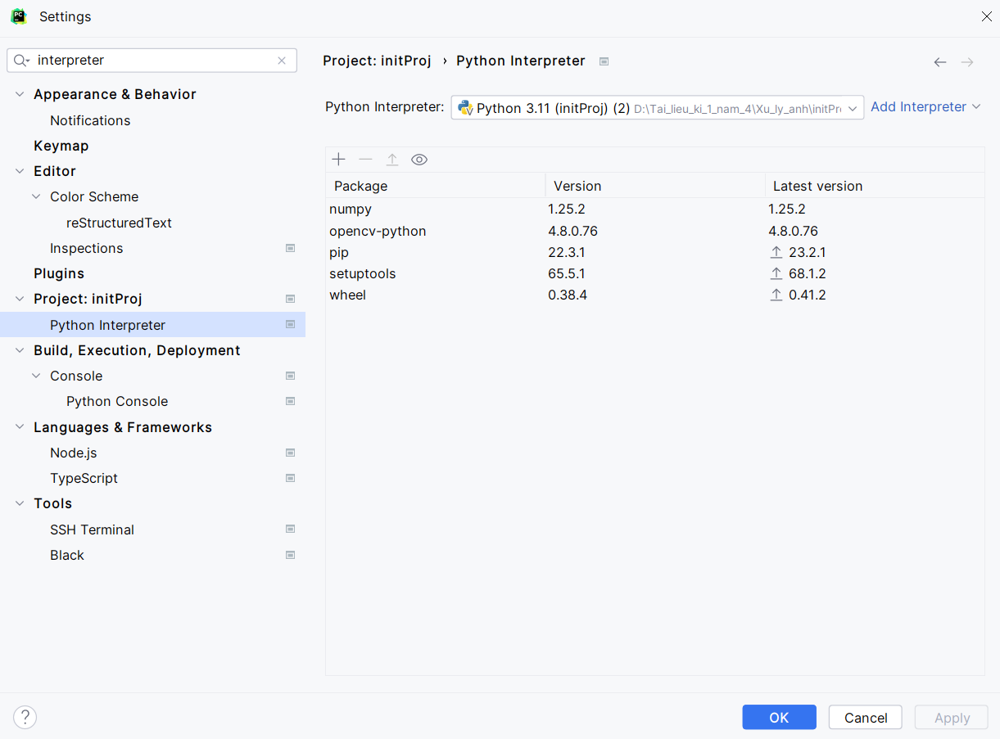 PC
Settings
interpreter
Appearance & Behavior
Notifications
Keymap
Editor
Color Scheme
reStructuredText
Inspections
Plugins
Project: initProj
Python Interpreter
Build, Execution, Deployment
Console
Python Console
Languages & Frameworks
Node.js
TypeScript
Tools
SSH Terminal
Black
Project: initProj › Python Interpreter
Python Interpreter: Python 3.11 (initProj) (2) D:\Tai_lieu_ki_1_nam_4\Xu_ly_anh\initPr Add Interpreter
Package Version Latest version
numpy 1.25.2 1.25.2
opencv-python 4.8.0.76 4.8.0.76
pip 22.3.1 23.2.1
setuptools 65.5.1 68.1.2
wheel 0.38.4 0.41.2
? OK Cancel Apply